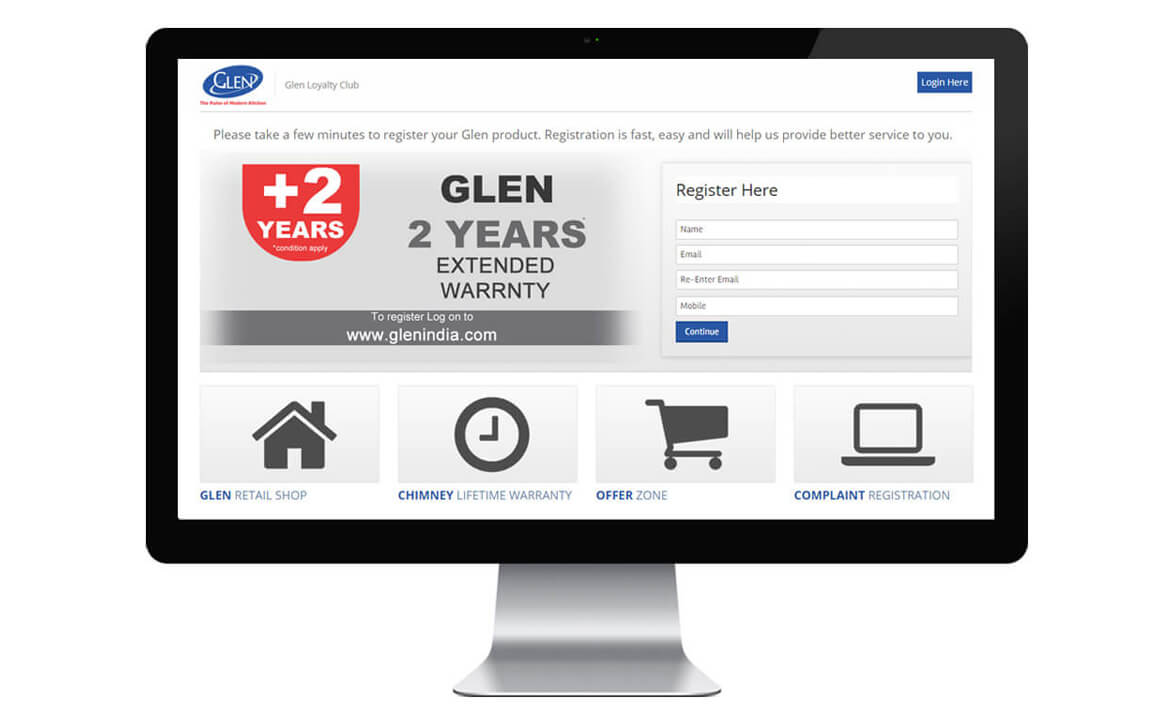 GLEN
The Pulse of Modern Kitchen
Glen Loyalty Club
Login Here
Please take a few minutes to register your Glen product. Registration is fast, easy and will help us provide better service to you.
+2
YEARS
*condition apply
GLEN
2 YEARS*
EXTENDED
WARRNTY
To register Log on to
www.glenindia.com
Register Here
Name
Email
Re-Enter Email
Mobile
Continue
GLEN RETAIL SHOP
CHIMNEY LIFETIME WARRANTY
OFFER ZONE
COMPLAINT REGISTRATION